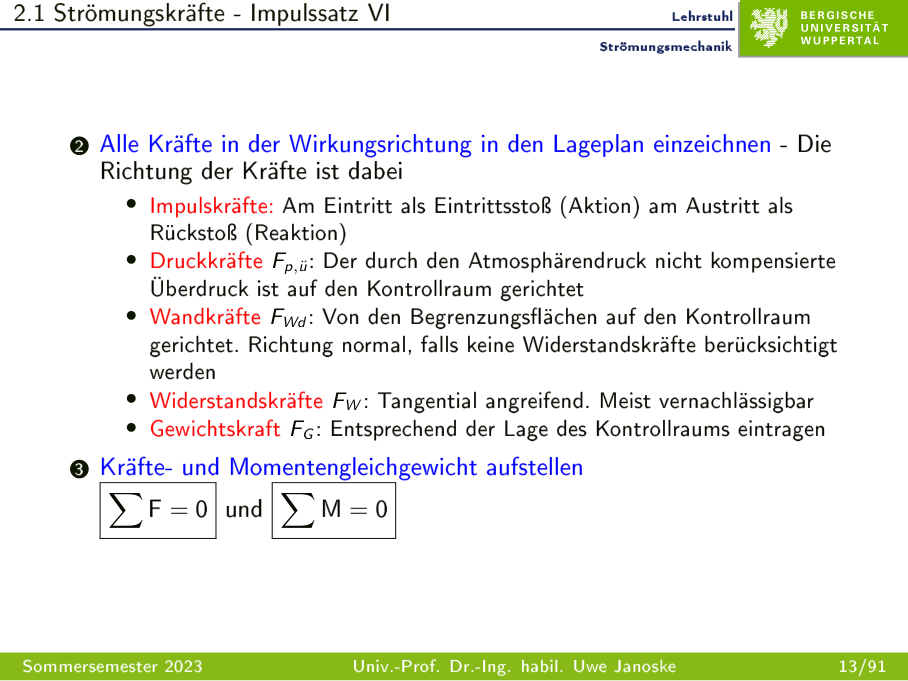 2.1 Strömungskräfte - Impulssatz VI
Lehrstuhl
Strömungsmechanik
BERGISCHE
UNIVERSITÄT
WUPPERTAL
2 Alle Kräfte in der Wirkungsrichtung in den Lageplan einzeichnen - Die
Richtung der Kräfte ist dabei
• Impulskräfte: Am Eintritt als Eintrittsstoß (Aktion) am Austritt als
Rückstoß (Reaktion)
• Druckkräfte F_{p,ü}: Der durch den Atmosphärendruck nicht kompensierte
Überdruck ist auf den Kontrollraum gerichtet
• Wandkräfte F_{Wd}: Von den Begrenzungsflächen auf den Kontrollraum
gerichtet. Richtung normal, falls keine Widerstandskräfte berücksichtigt
werden
• Widerstandskräfte F_W: Tangential angreifend. Meist vernachlässigbar
• Gewichtskraft F_G: Entsprechend der Lage des Kontrollraums eintragen
3 Kräfte- und Momentengleichgewicht aufstellen
∑ F = 0 und ∑ M = 0
Sommersemester 2023 Univ.-Prof. Dr.-Ing. habil. Uwe Janoske 13/91